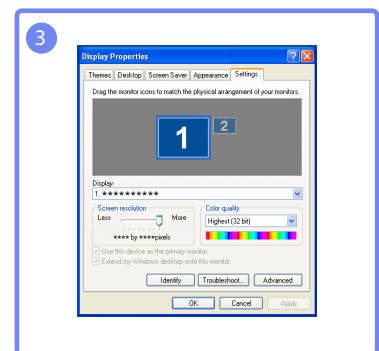 3
Display Properties
Themes Desktop Screen Saver Appearance Settings
Drag the monitor icons to match the physical arrangement of your monitors.
1 2
Display:
1. **********
Screen resolution
Less More
**** by ****pixels
Color quality
Highest (32 bit)
Use this device as the primary monitor.
Extend my Windows desktop onto this monitor.
Identify Troubleshoot... Advanced
OK Cancel Apply